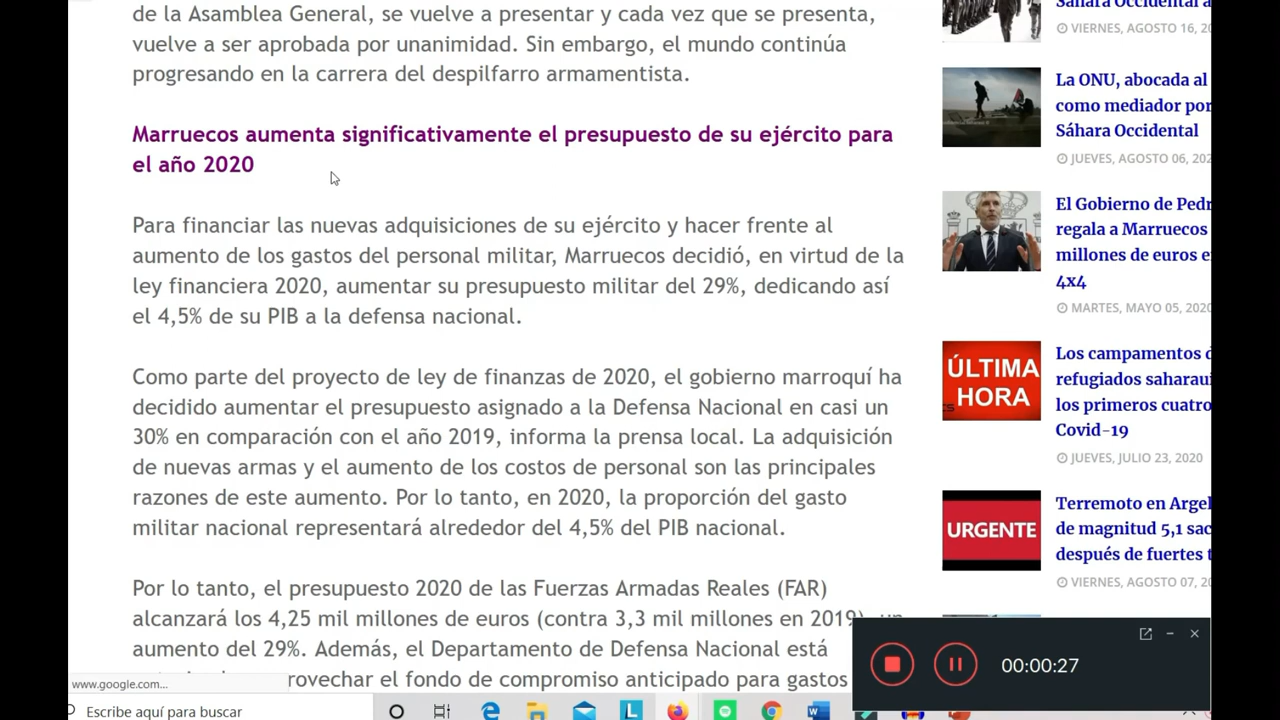 de la Asamblea General, se vuelve a presentar y cada vez que se presenta,
vuelve a ser aprobada por unanimidad. Sin embargo, el mundo continúa
progresando en la carrera del despilfarro armamentista.
Marruecos aumenta significativamente el presupuesto de su ejército para
el año 2020
Para financiar las nuevas adquisiciones de su ejército y hacer frente al
aumento de los gastos del personal militar, Marruecos decidió, en virtud de la
ley financiera 2020, aumentar su presupuesto militar del 29%, dedicando así
el 4,5% de su PIB a la defensa nacional.
Como parte del proyecto de ley de finanzas de 2020, el gobierno marroquí ha
decidido aumentar el presupuesto asignado a la Defensa Nacional en casi un
30% en comparación con el año 2019, informa la prensa local. La adquisición
de nuevas armas y el aumento de los costos de personal son las principales
razones de este aumento. Por lo tanto, en 2020, la proporción del gasto
militar nacional representará alrededor del 4,5% del PIB nacional.
Por lo tanto, el presupuesto 2020 de las Fuerzas Armadas Reales (FAR)
alcanzará los 4,25 mil millones de euros (contra 3,3 mil millones en 2019)
aumento del 29%. Además, el Departamento de Defensa Nacional está
el fondo de compromiso anticipado para gastos
Sáhara Occidental
VIERNES, AGOSTO 16,
La ONU, abocada al
como mediador por
Sáhara Occidental
JUEVES, AGOSTO 06,
El Gobierno de
regala a Marruecos
millones de euros
4x4
MARTES, MAYO 05,
ÚLTIMA
HORA
Los campamentos
refugiados
los primeros cuatro
Covid-19
JUEVES, JULIO 23, 2020
URGENTE
Terremoto en
de magnitud 5,1
después de fuertes
VIERNES, AGOSTO 07,
00:00:27
www.google.com...
Escribe aquí para buscar